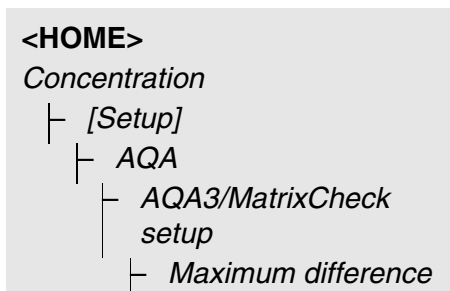 <HOME>
Concentration
[Setup]
AQA
AQA3/MatrixCheck
setup
Maximum difference